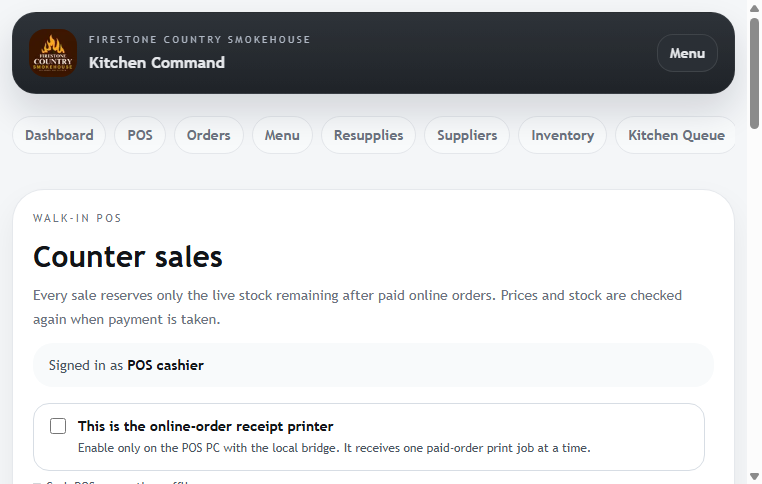 FIRESTONE COUNTRY SMOKEHOUSE
Kitchen Command
FIRESTONE
COUNTRY
SMOKEHOUSE
Menu
Dashboard
POS
Orders
Menu
Resupplies
Suppliers
Inventory
Kitchen Queue
WALK-IN POS
Counter sales
Every sale reserves only the live stock remaining after paid online orders. Prices and stock are checked
again when payment is taken.
Signed in as POS cashier
This is the online-order receipt printer
Enable only on the POS PC with the local bridge. It receives one paid-order print job at a time.